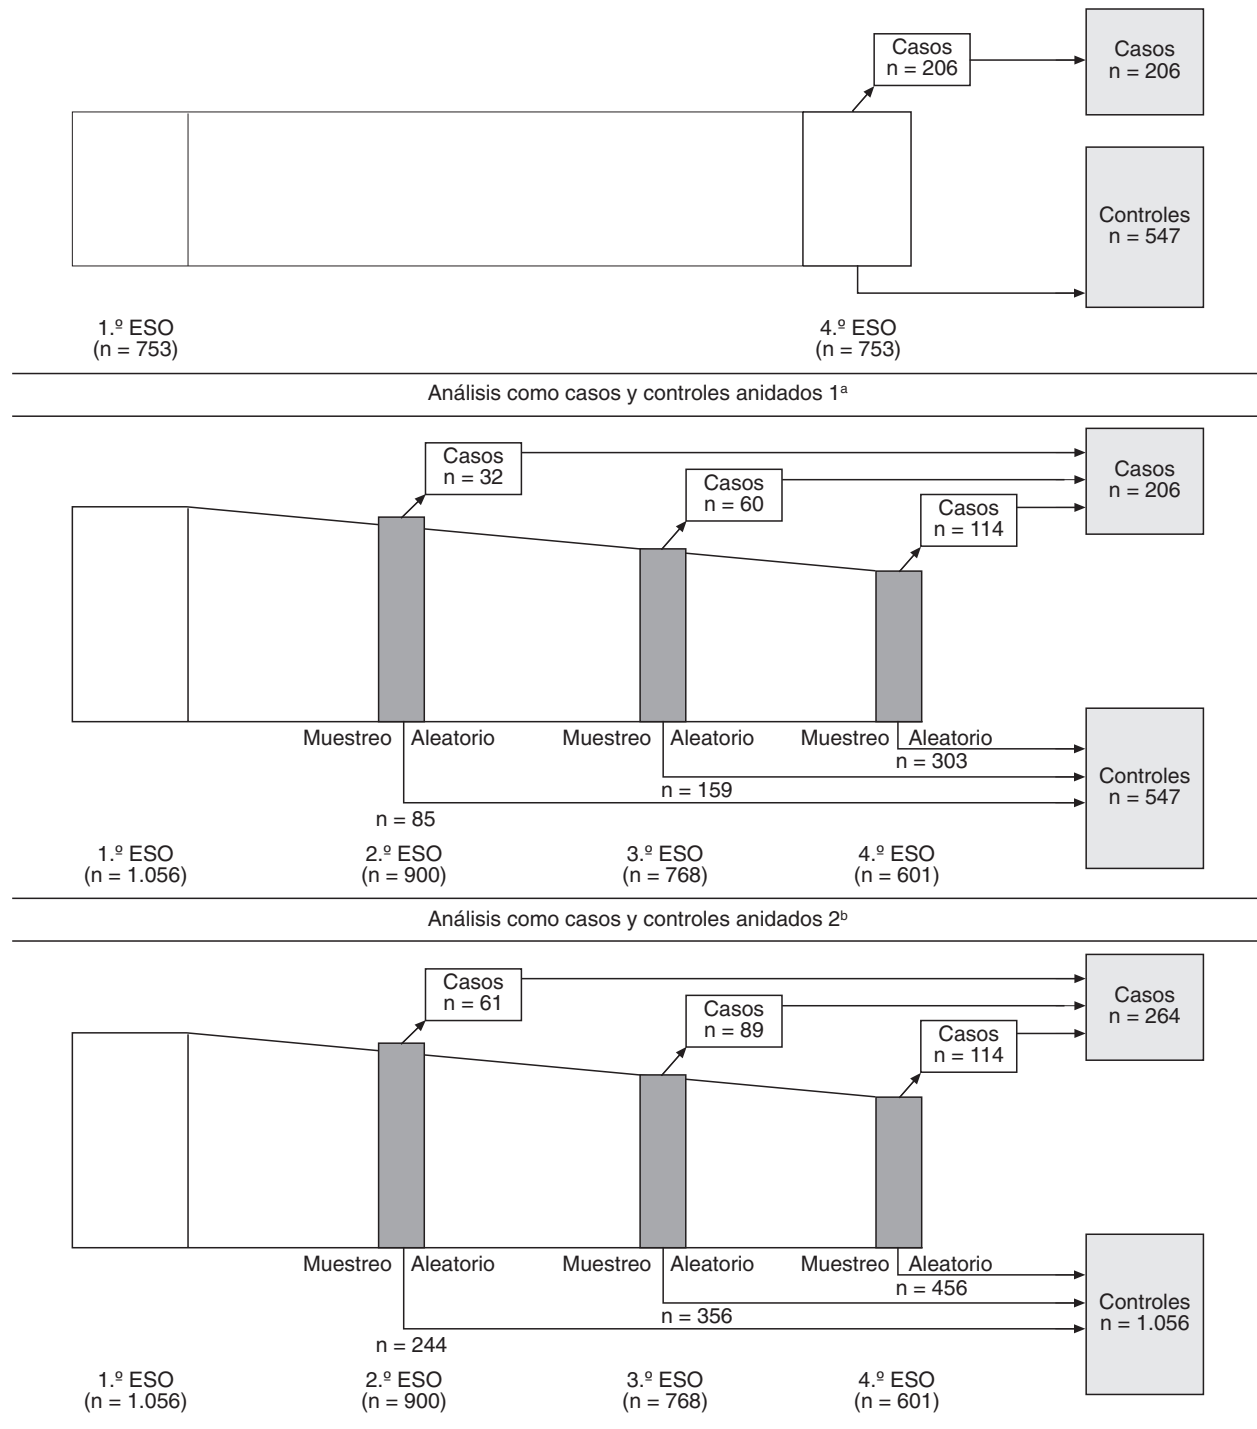 Casos
n = 206
Casos
n = 206
Controles
n = 547
1.º ESO
(n = 753)
4.º ESO
(n = 753)
Análisis como casos y controles anidados 1ª
Casos
n = 32
Casos
n = 60
Casos
n = 114
Casos
n = 206
Muestreo Aleatorio
Muestreo Aleatorio
Muestreo Aleatorio
n = 303
n = 159
n = 85
Controles
n = 547
1.º ESO
(n = 1.056)
2.º ESO
(n = 900)
3.º ESO
(n = 768)
4.º ESO
(n = 601)
Análisis como casos y controles anidados 2ᵇ
Casos
n = 61
Casos
n = 89
Casos
n = 114
Casos
n = 264
Muestreo Aleatorio
Muestreo Aleatorio
Muestreo Aleatorio
n = 456
n = 356
n = 244
Controles
n = 1.056
1.º ESO
(n = 1.056)
2.º ESO
(n = 900)
3.º ESO
(n = 768)
4.º ESO
(n = 601)